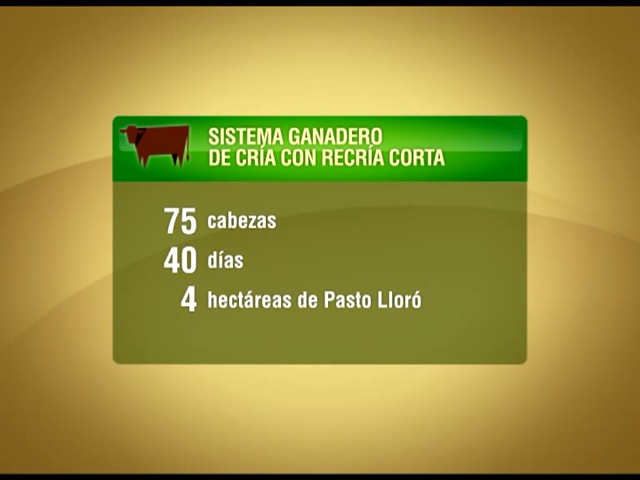 SISTEMA GANADERO
DE CRÍA CON RECRÍA CORTA
75 cabezas
40 días
4 hectáreas de Pasto Lloró